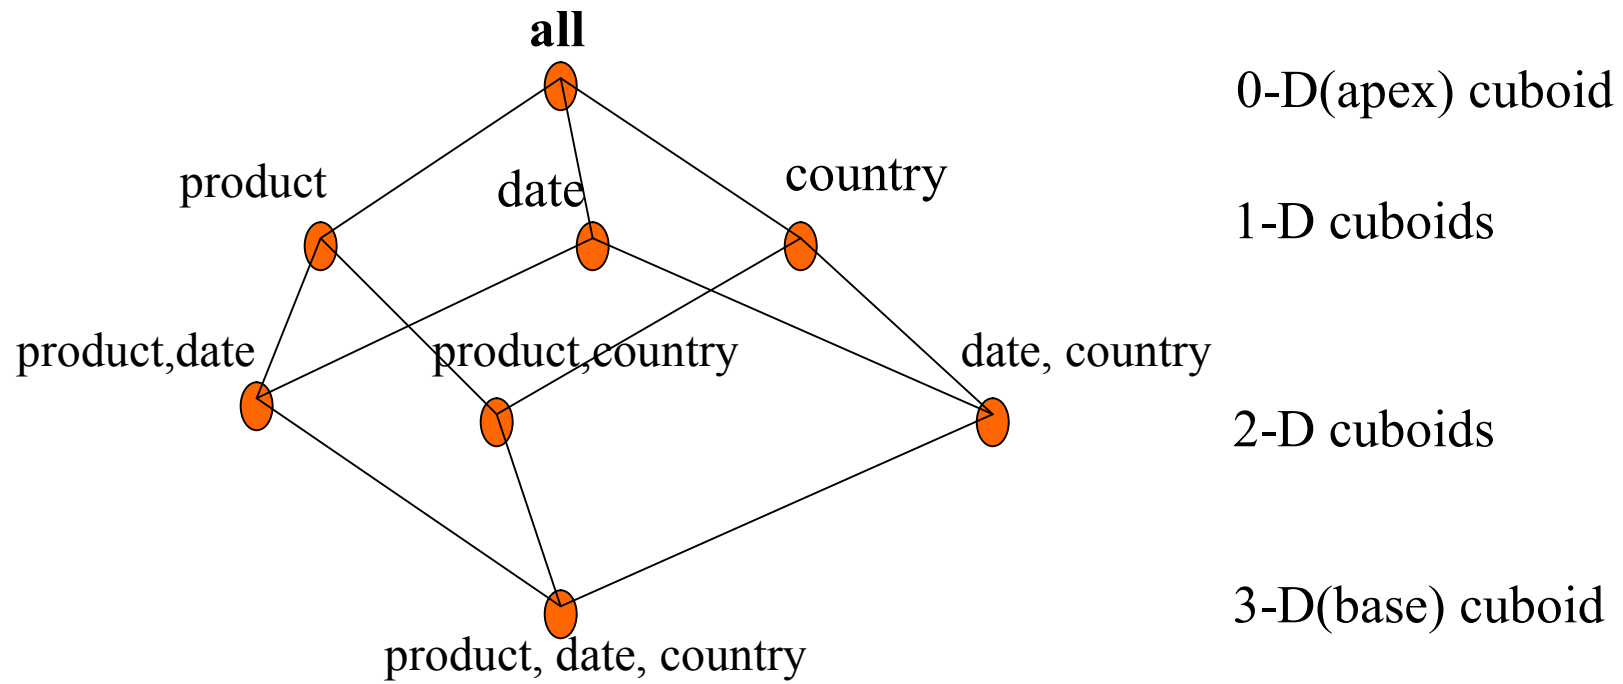 all
0-D(apex) cuboid
product
date
country
1-D cuboids
product,date
product,country
date, country
2-D cuboids
3-D(base) cuboid
product, date, country